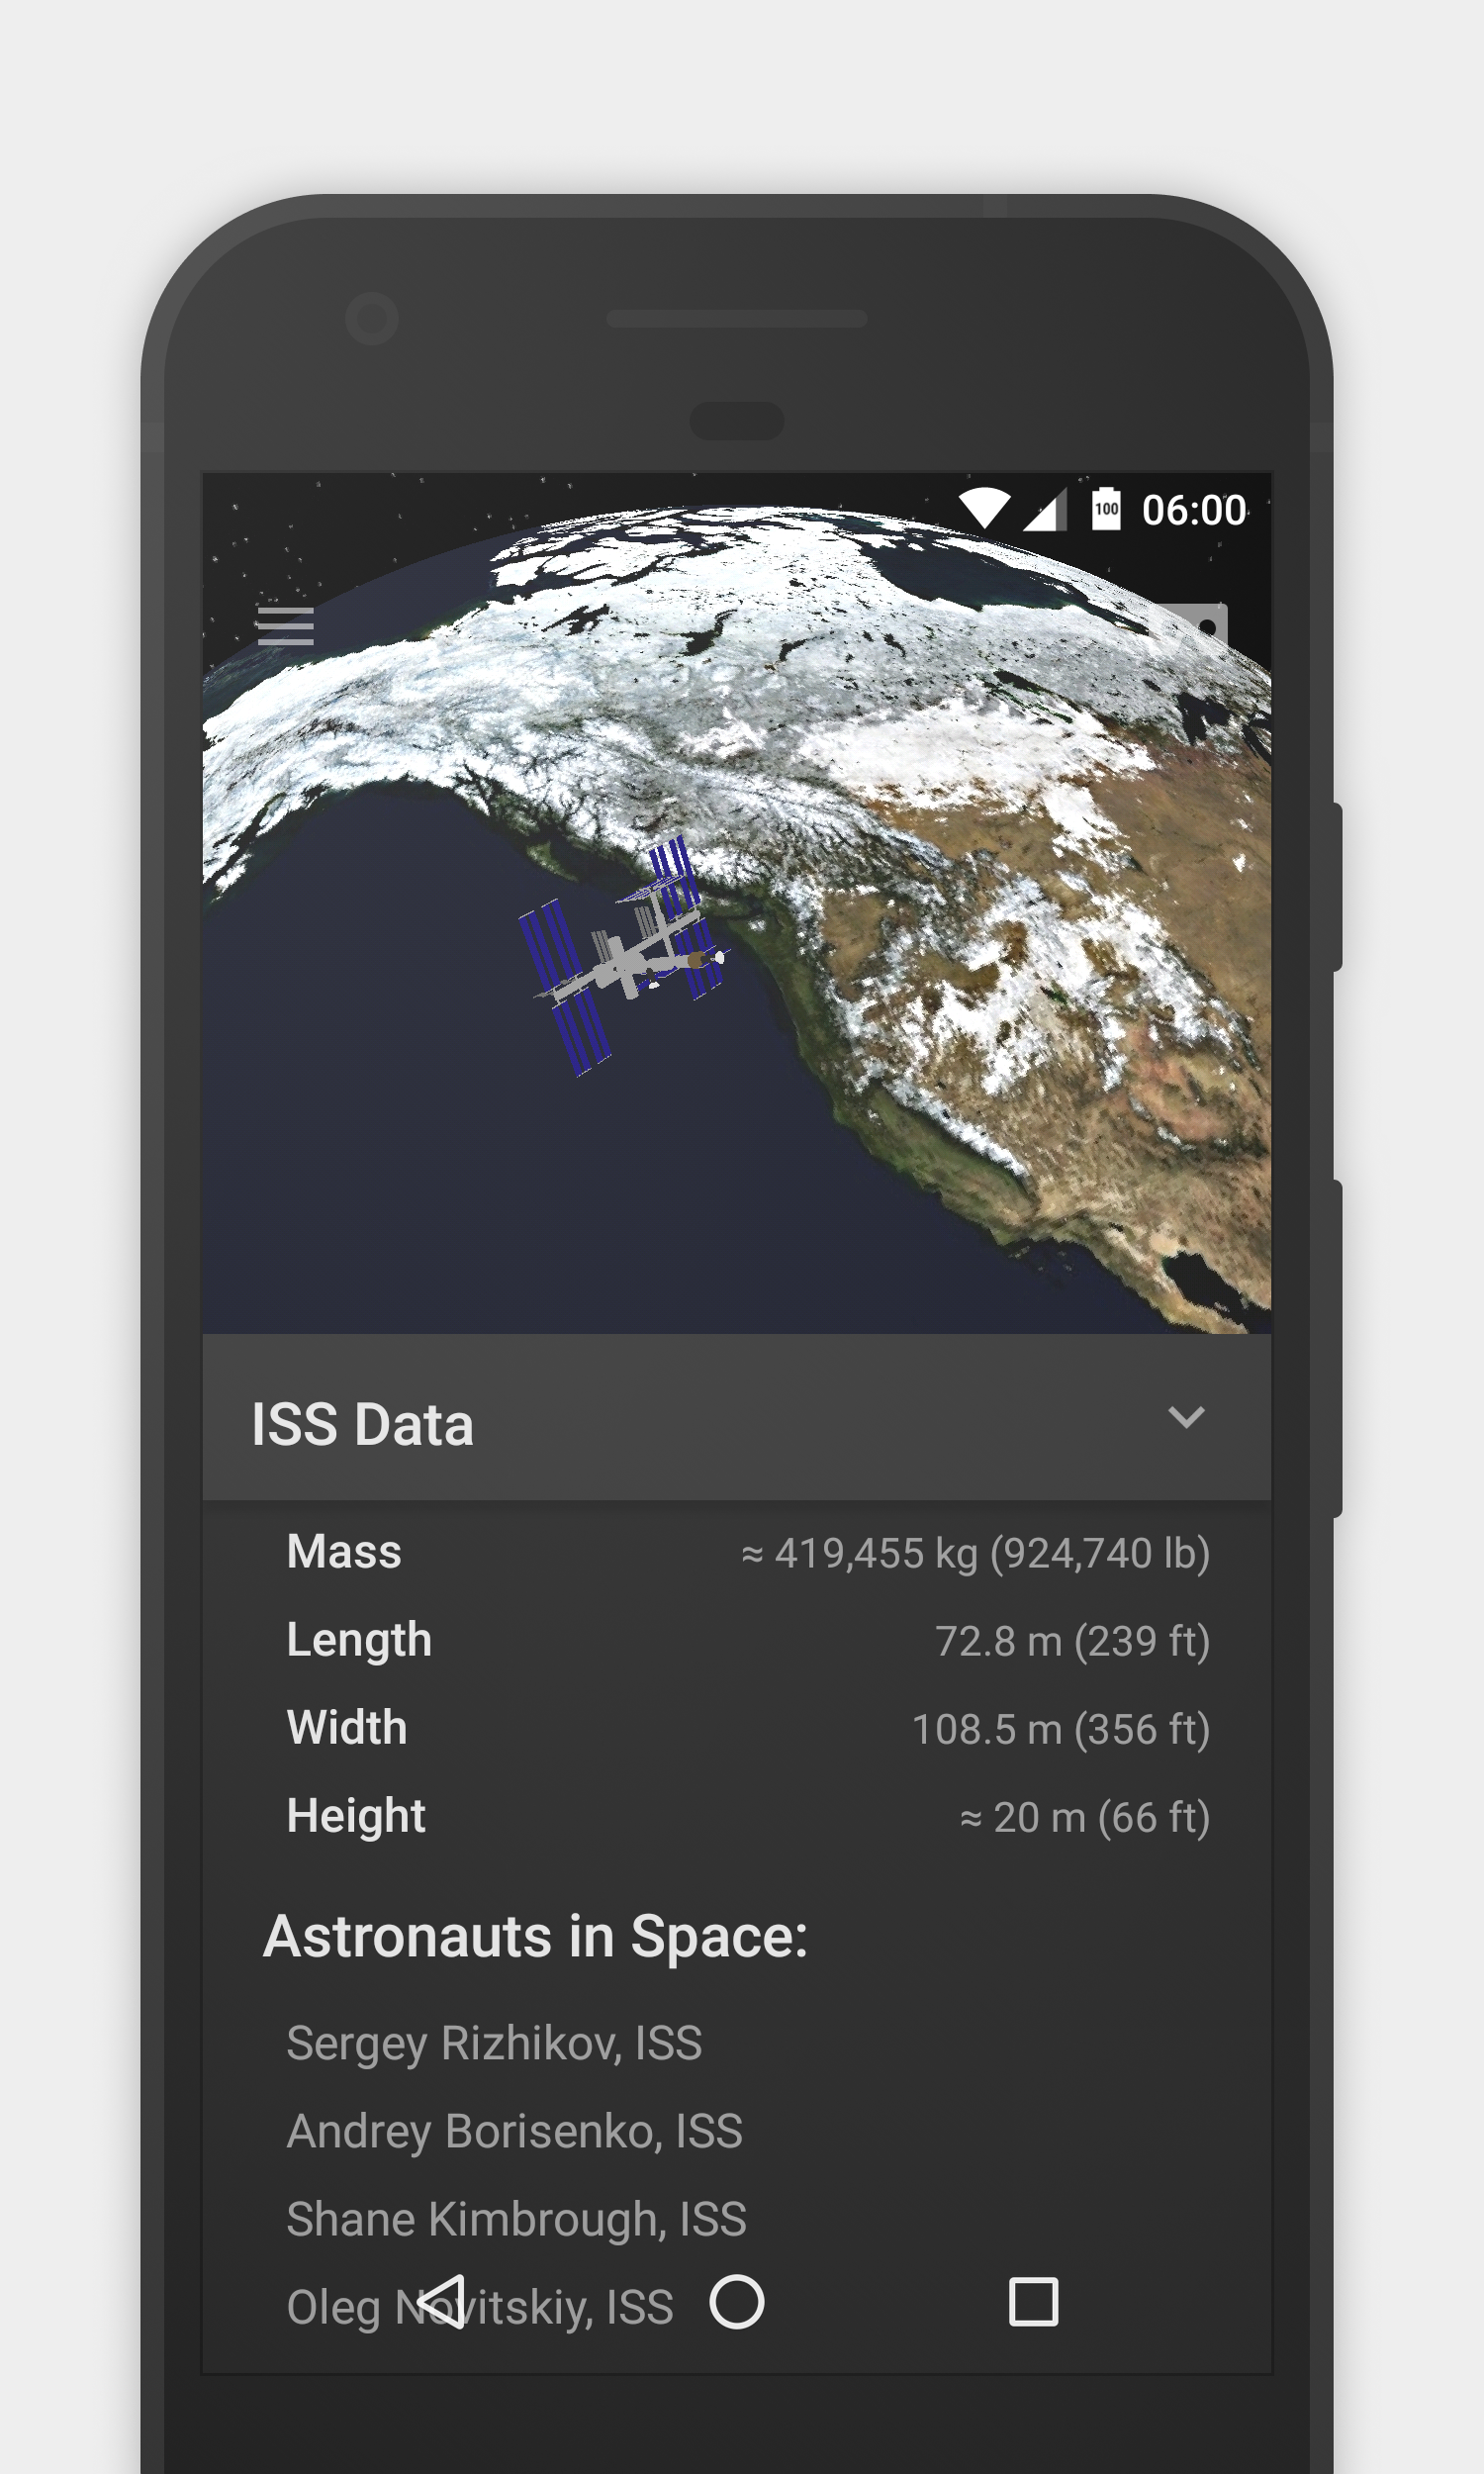 100 06:00
ISS Data
Mass ≈ 419,455 kg (924,740 lb)
Length 72.8 m (239 ft)
Width 108.5 m (356 ft)
Height ≈ 20 m (66 ft)
Astronauts in Space:
Sergey Rizhikov, ISS
Andrey Borisenko, ISS
Shane Kimbrough, ISS
Oleg Novitskiy, ISS